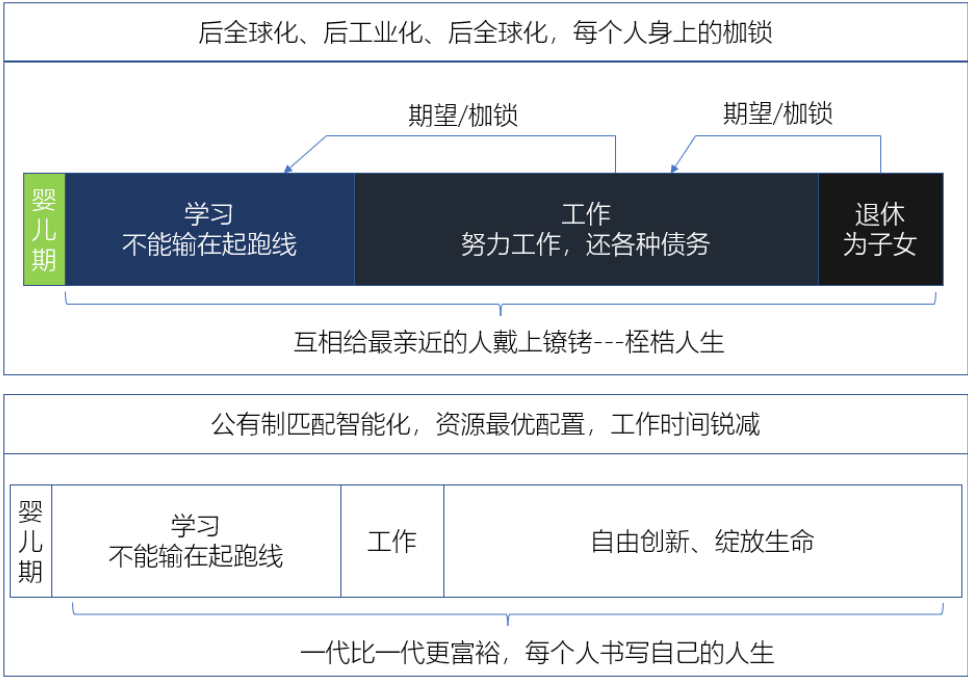 后全球化、后工业化、后全球化，每个人身上的枷锁
期望/枷锁
期望/枷锁
婴
儿
期
学习
不能输在起跑线
工作
努力工作，还各种债务
退休
为子女
互相给最亲近的人戴上镣铐---桎梏人生
公有制匹配智能化，资源最优配置，工作时间锐减
婴
儿
期
学习
不能输在起跑线
工作
自由创新、绽放生命
一代比一代更富裕，每个人书写自己的人生